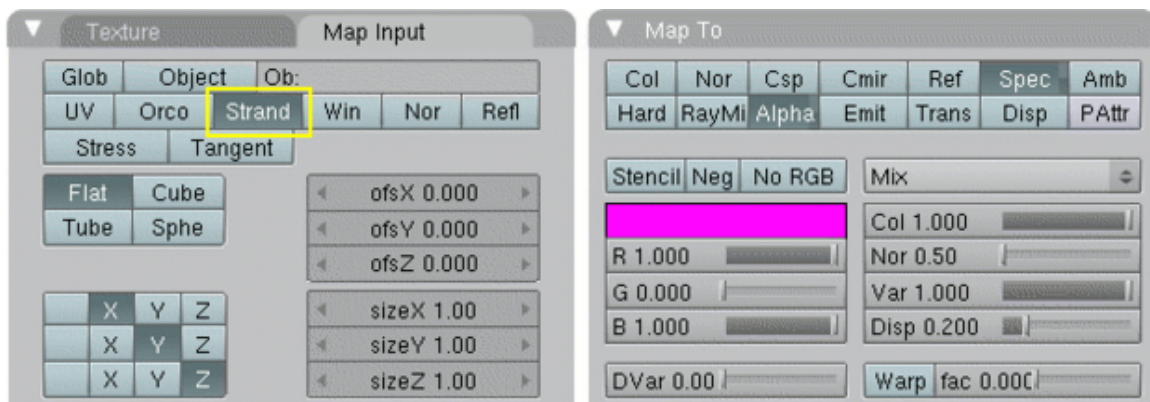 Texture Map Input
Glob Object Ob:
UV Orco Strand Win Nor Refl
Stress Tangent
Flat Cube
Tube Sphe
ofsX 0.000
ofsY 0.000
ofsZ 0.000
X Y Z
X Y Z
X Y Z
sizeX 1.00
sizeY 1.00
sizeZ 1.00
Map To
Col Nor Csp Cmir Ref Spec Amb
Hard RayMi Alpha Emit Trans Disp PAttr
Stencil Neg No RGB
R 1.000
G 0.000
B 1.000
DVar 0.00
Mix
Col 1.000
Nor 0.50
Var 1.000
Disp 0.200
Warp fac 0.000